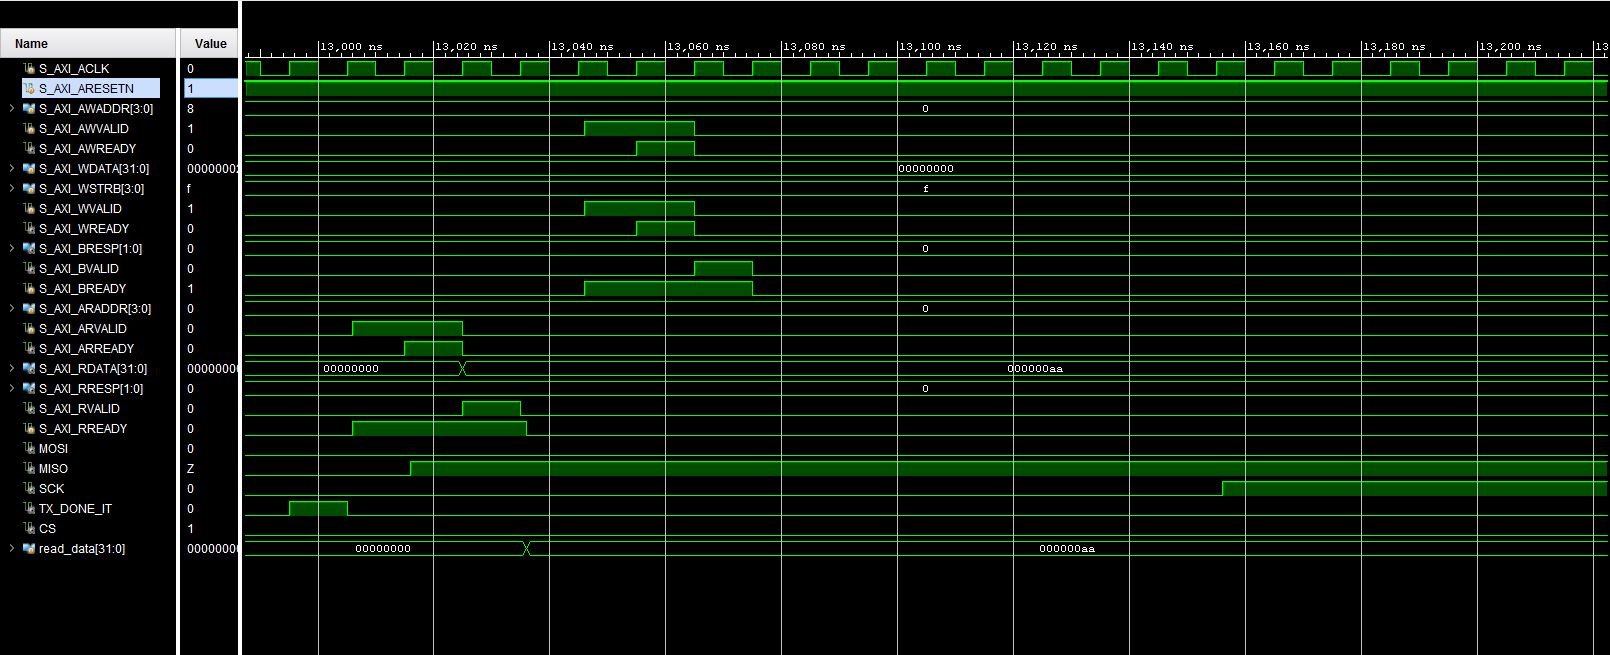 Name Value 13,000 ns 13,020 ns 13,040 ns 13,060 ns 13,080 ns 13,100 ns 13,120 ns 13,140 ns 13,160 ns 13,180 ns 13,200 ns 13
S_AXI_ACLK 0
S_AXI_ARESETN 1
S_AXI_AWADDR[3:0] 8 0
S_AXI_AWVALID 1
S_AXI_AWREADY 0
S_AXI_WDATA[31:0] 00000000 00000000
S_AXI_WSTRB[3:0] f f
S_AXI_WVALID 1
S_AXI_WREADY 0
S_AXI_BRESP[1:0] 0 0
S_AXI_BVALID 0
S_AXI_BREADY 1
S_AXI_ARADDR[3:0] 0 0
S_AXI_ARVALID 0
S_AXI_ARREADY 0
S_AXI_RDATA[31:0] 0000000 00000000 000000aa
S_AXI_RRESP[1:0] 0 0
S_AXI_RVALID 0
S_AXI_RREADY 0
MOSI 0
MISO Z
SCK 0
TX_DONE_IT 0
CS 1
read_data[31:0] 0000000 00000000 000000aa